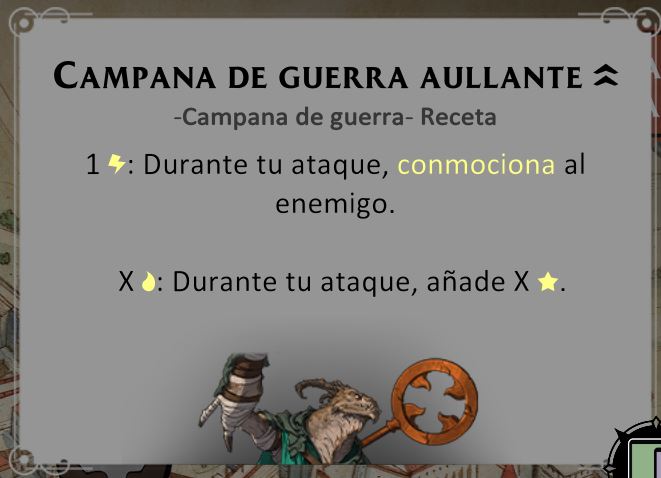 Campana de guerra aullante
-Campana de guerra- Receta
1 : Durante tu ataque, conmociona al
enemigo.
X : Durante tu ataque, añade X .